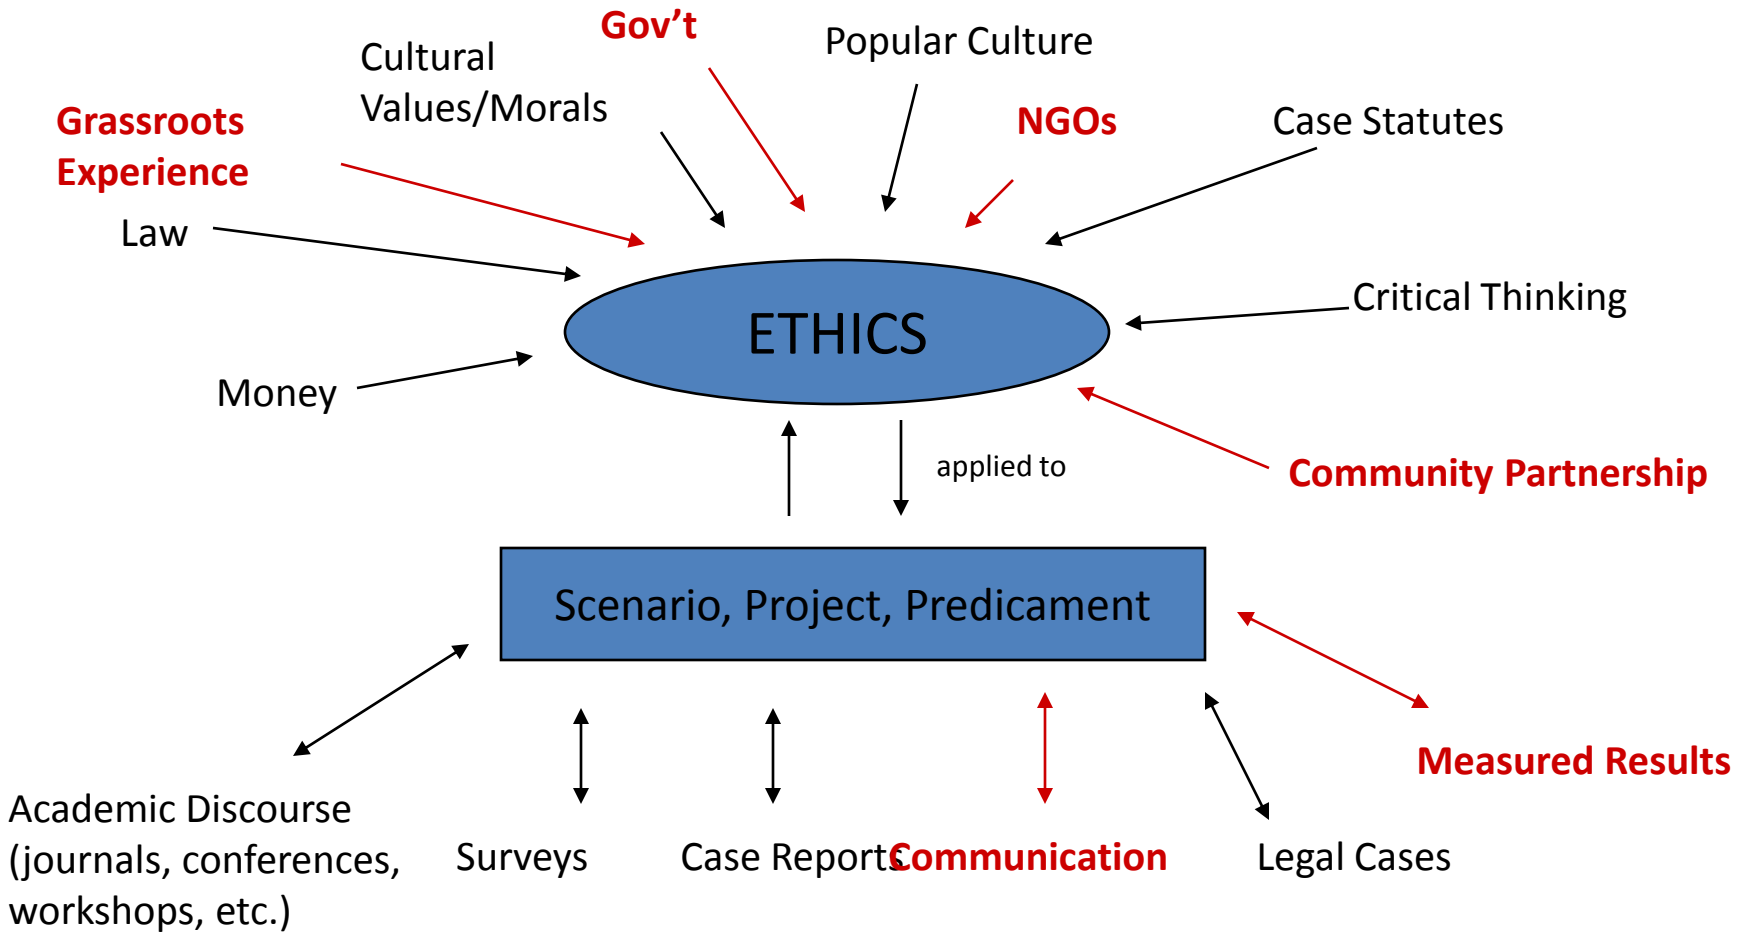 Gov’t
Popular Culture
Cultural
Values/Morals
Grassroots
Experience
NGOs
Case Statutes
Law
Critical Thinking
ETHICS
Money
applied to
Community Partnership
Scenario, Project, Predicament
Measured Results
Academic Discourse
(journals, conferences,
workshops, etc.)
Surveys
Case Reports
Communication
Legal Cases